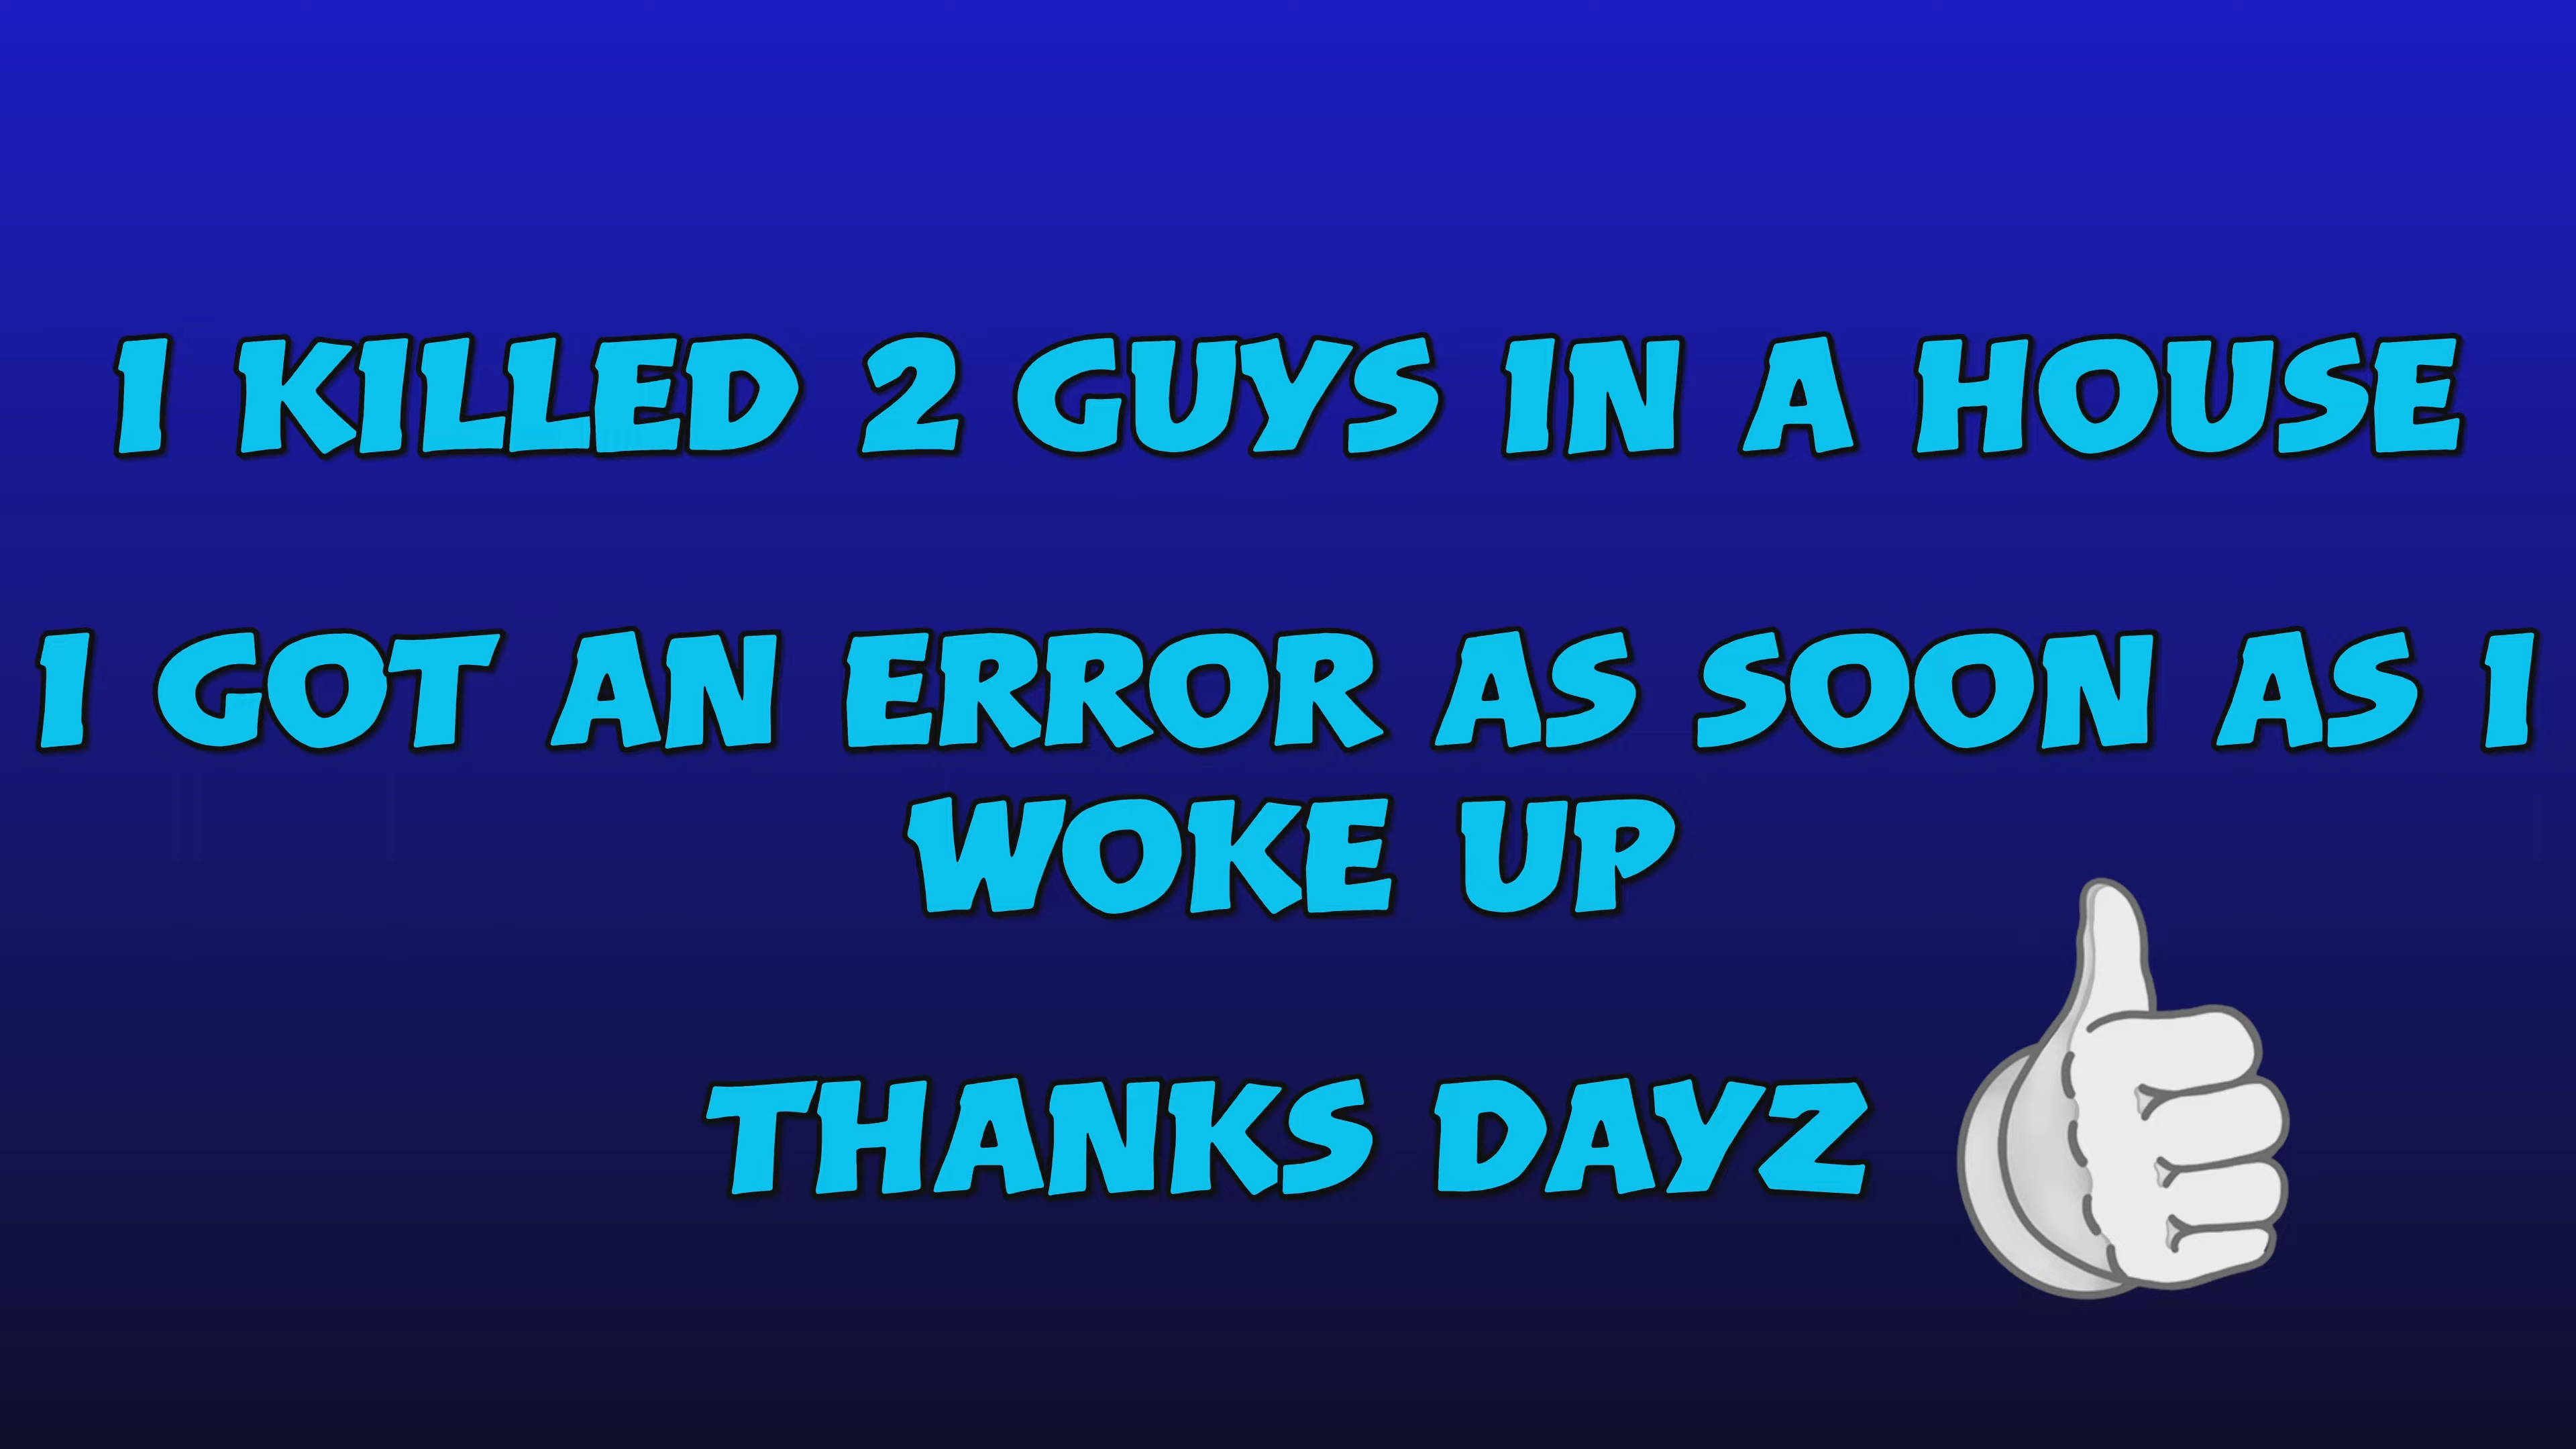 I KILLED 2 GUYS IN A HOUSE
I GOT AN ERROR AS SOON AS I
WOKE UP
THANKS DAYZ